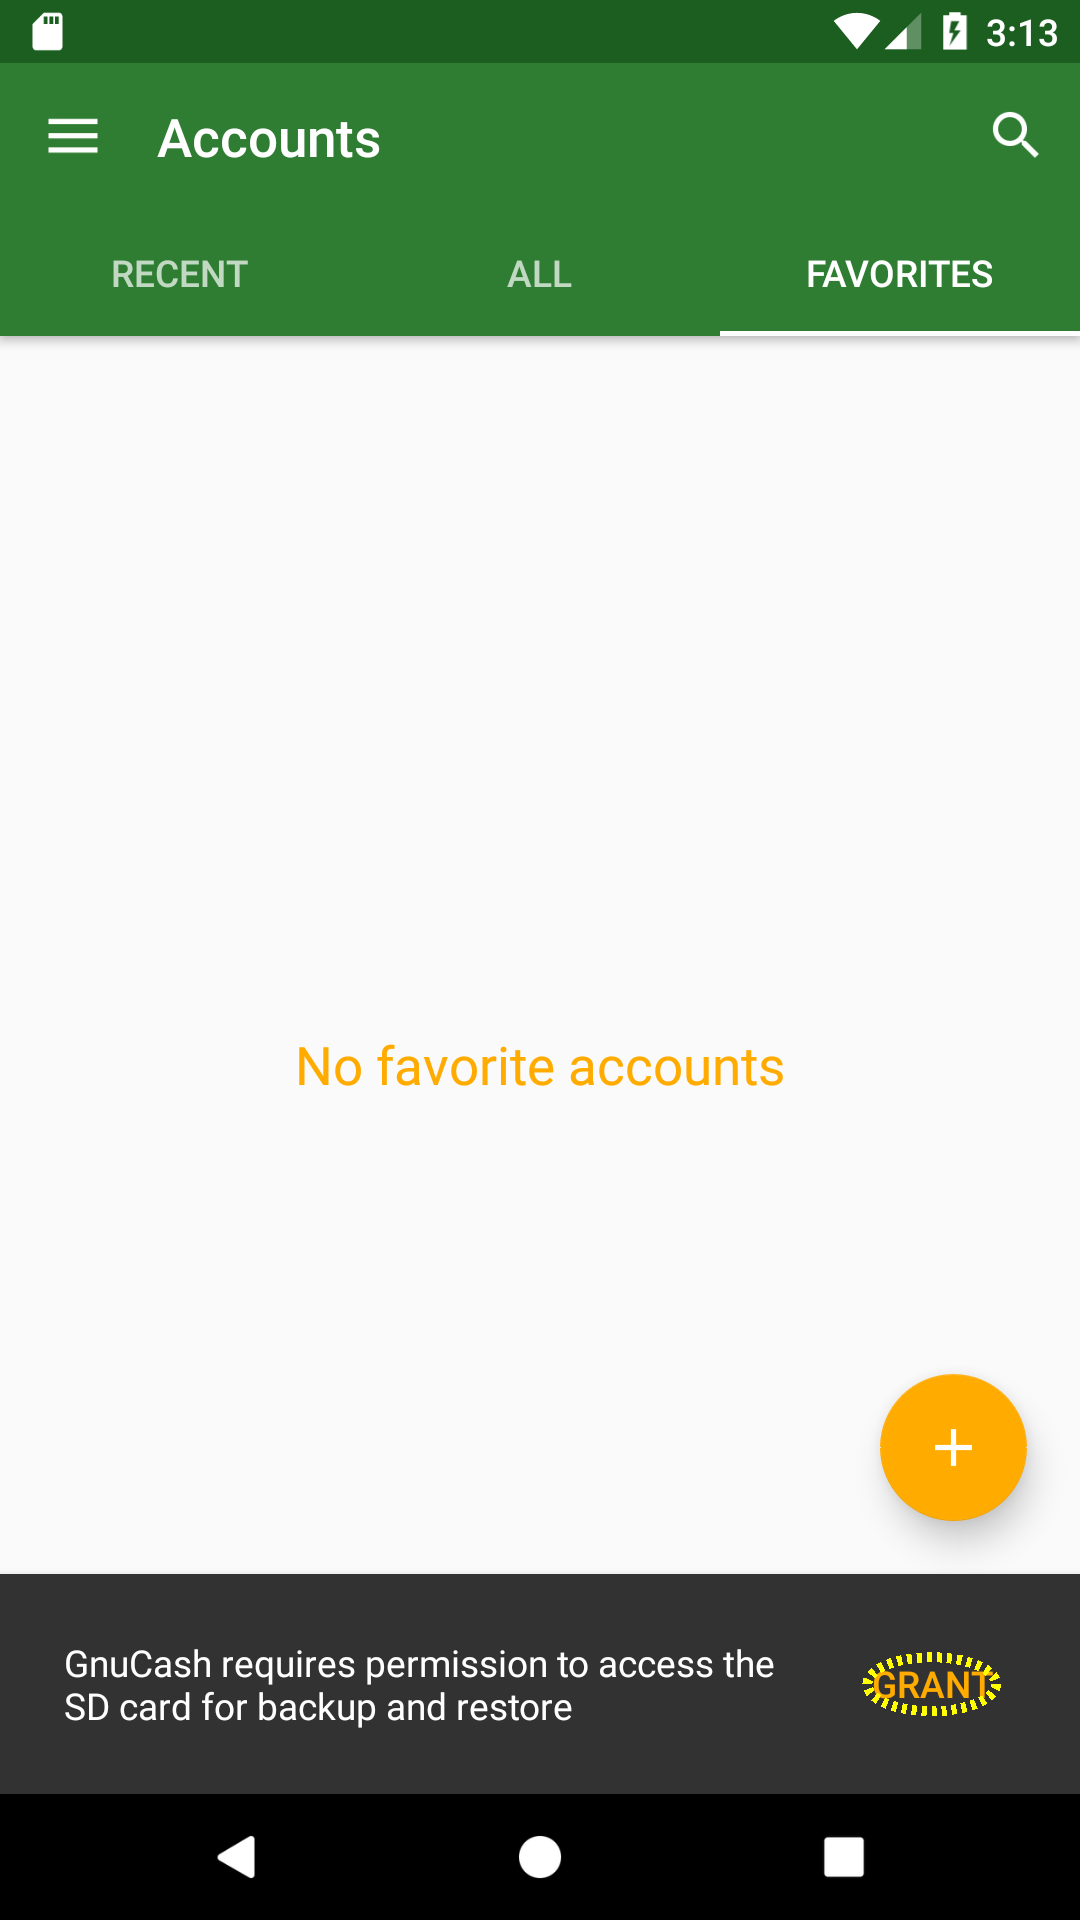 3:13
Accounts
RECENT
ALL
FAVORITES
No favorite accounts
GnuCash requires permission to access the
SD card for backup and restore
GRANT